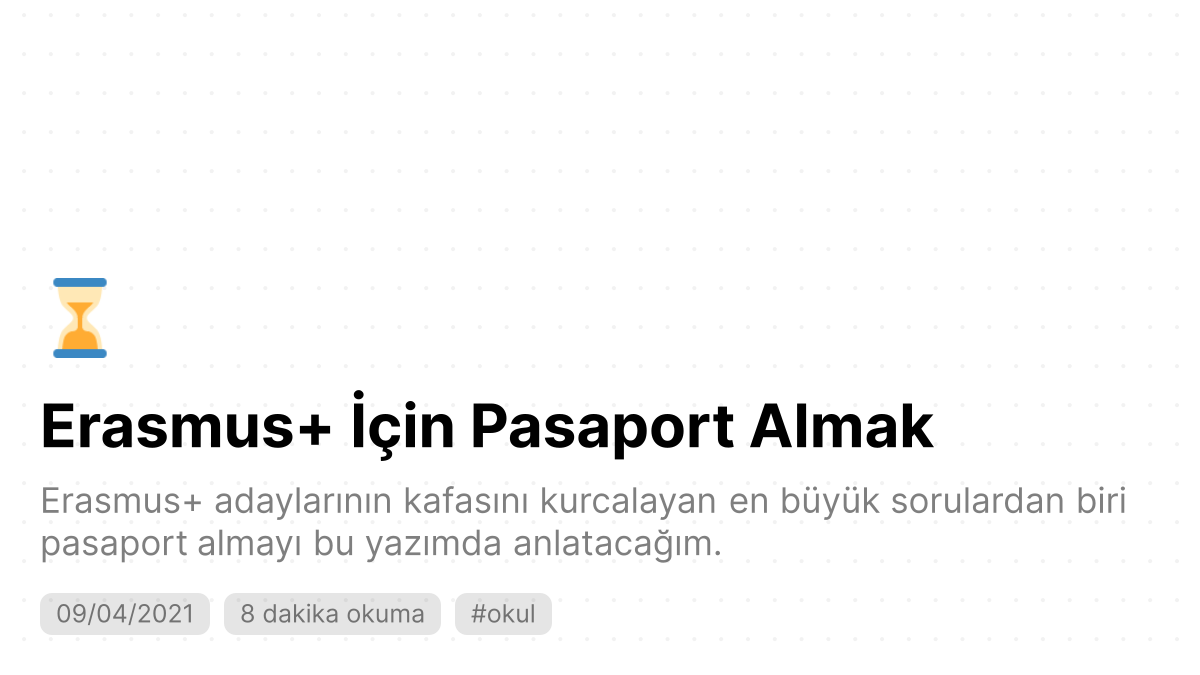 Erasmus+ İçin Pasaport Almak
Erasmus+ adaylarının kafasını kurcalayan en büyük sorulardan biri
pasaport almayı bu yazımda anlatacağım.
09/04/2021 8 dakika okuma #okul